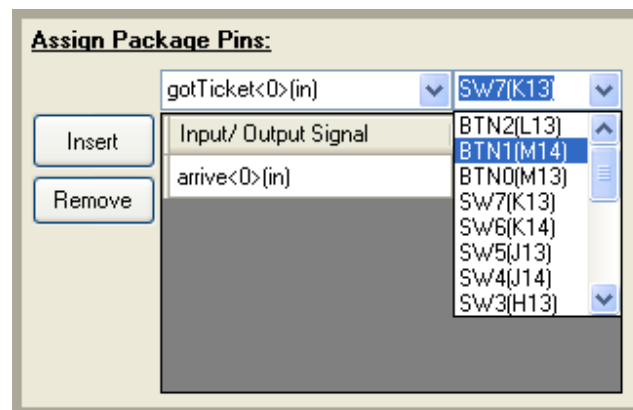 Assign Package Pins:
gotTicket<0>(in) SW7(K13)
Insert
Input/ Output Signal
BTN2(L13)
BTN1(M14)
arrive<0>(in)
BTN0(M13)
Remove
SW7(K13)
SW6(K14)
SW5(J13)
SW4(J14)
SW3(H13)